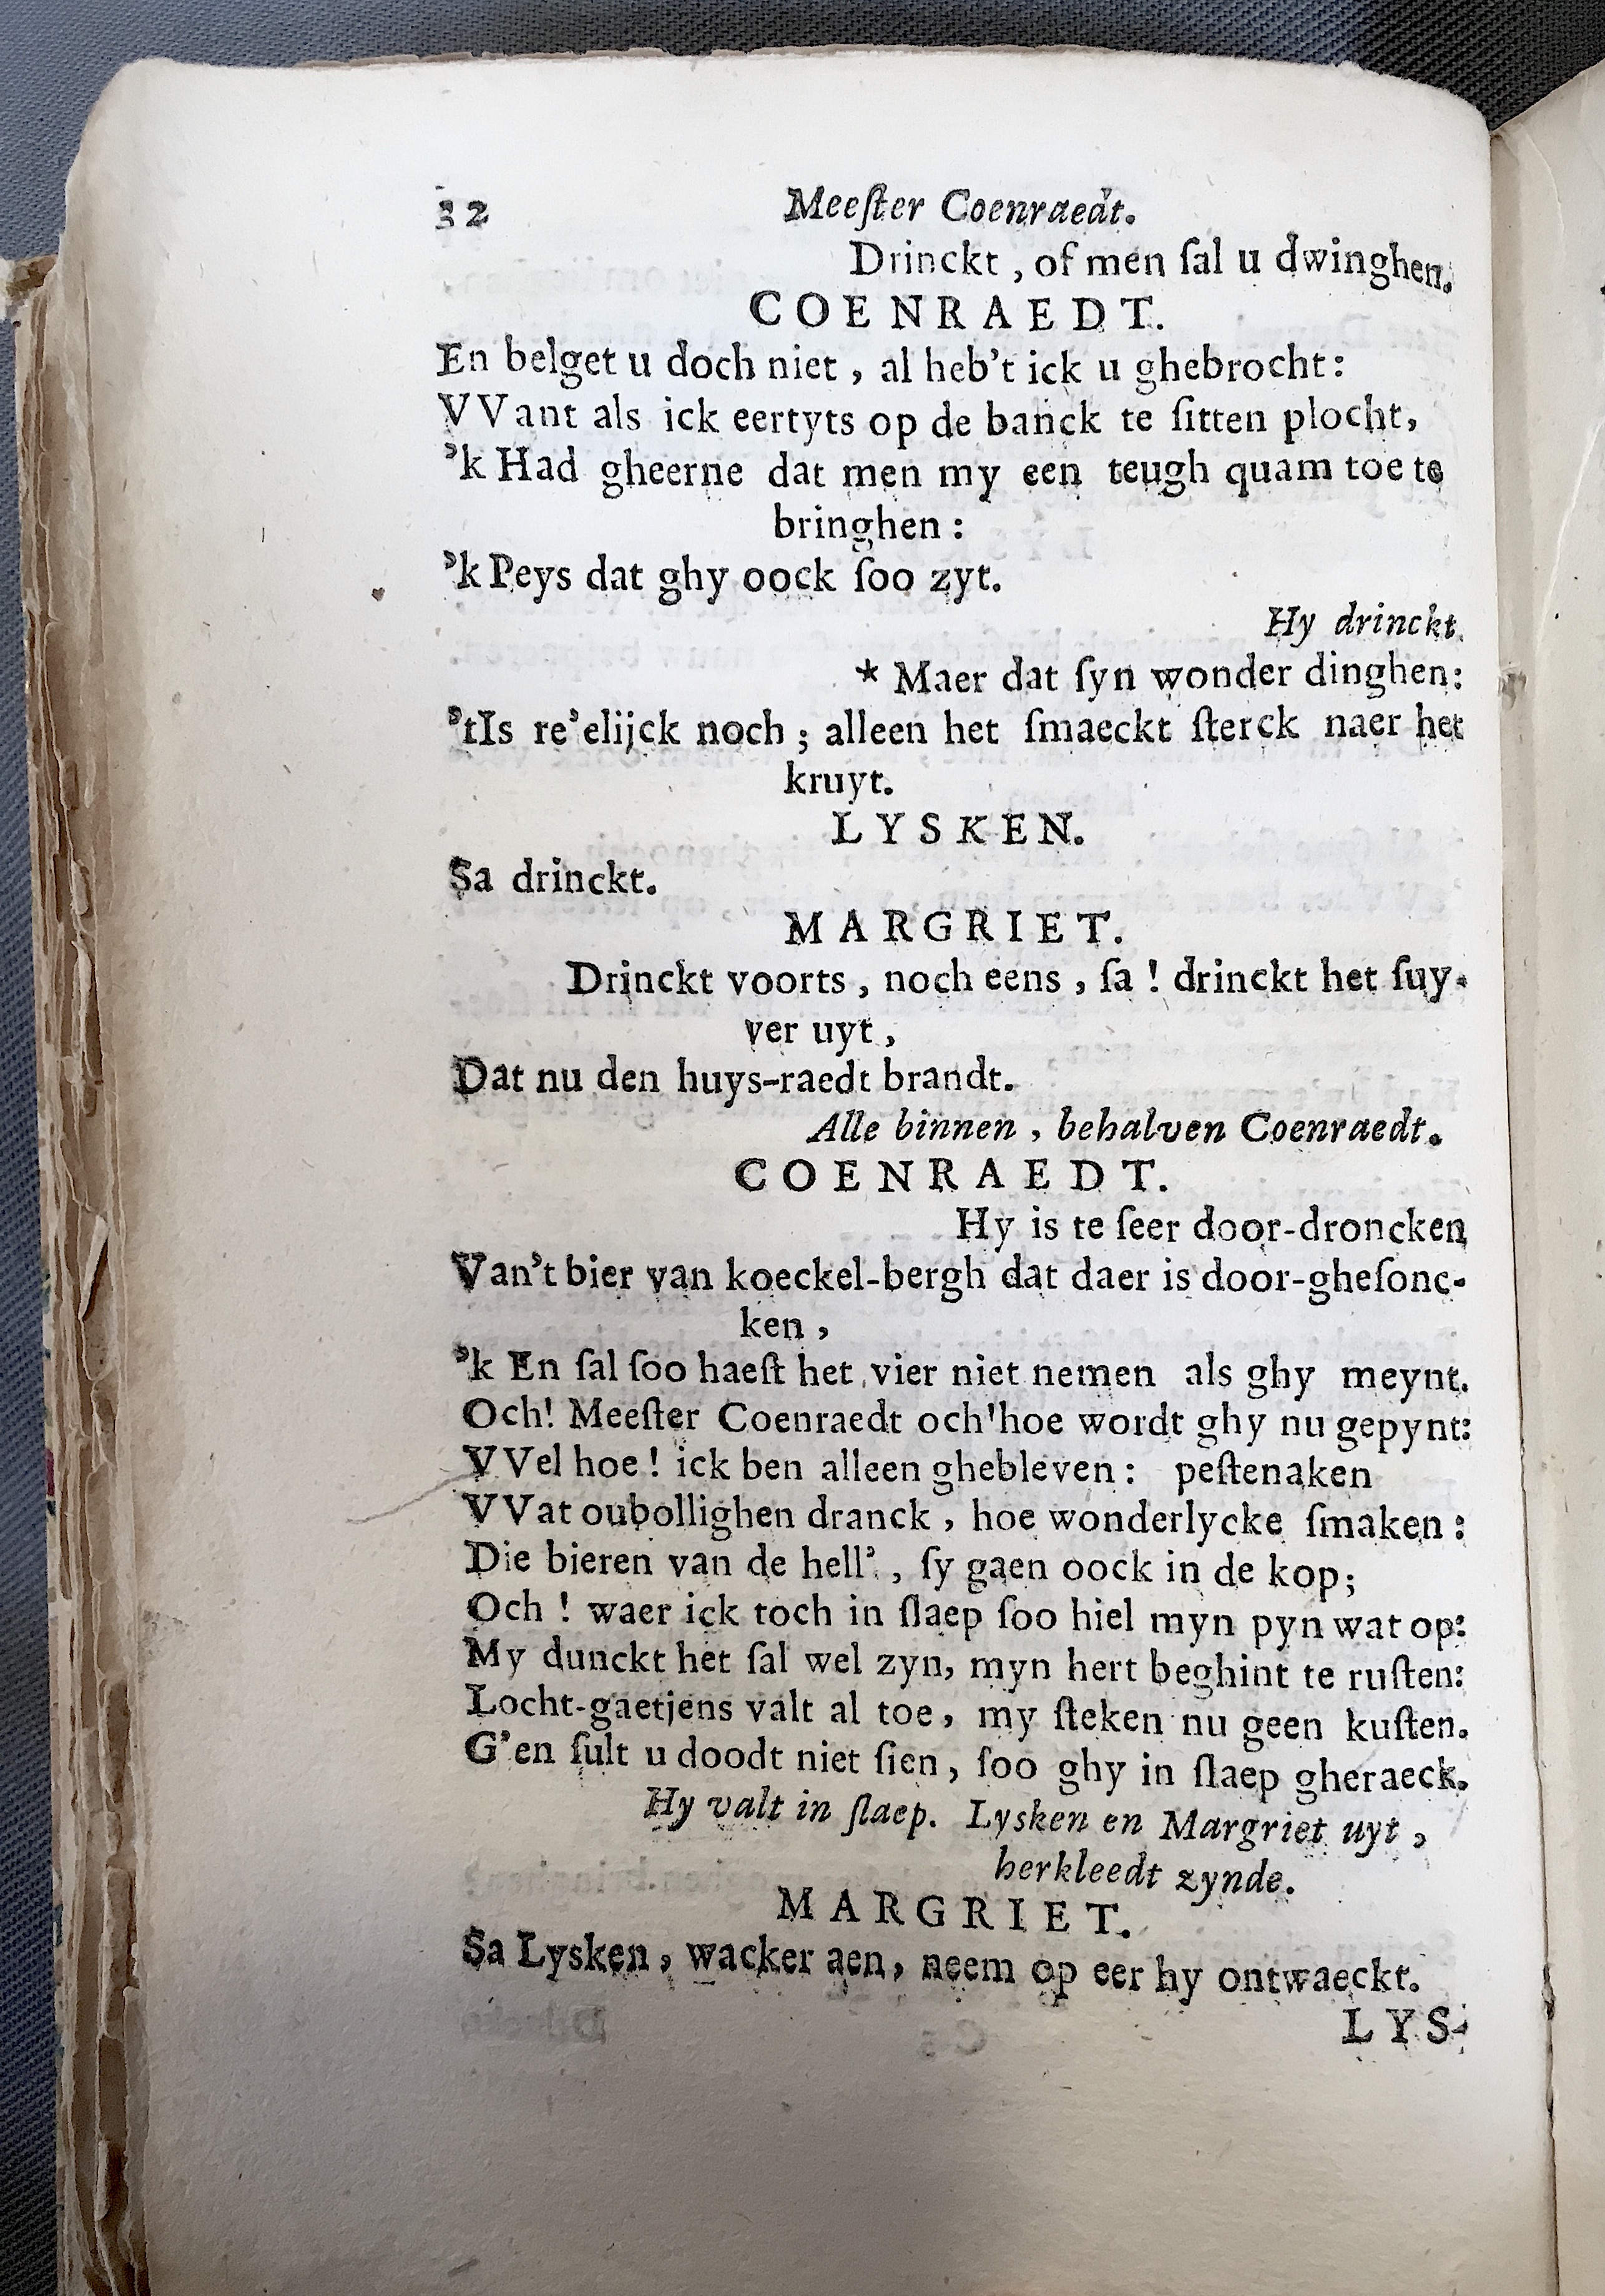 32 Meeſter Coenraedt.
Drinckt , of men ſal u dwinghen.
COENRAEDT.
En belget u doch niet , al heb't ick u ghebrocht:
VVant als ick eertyts op de banck te ſitten plocht,
'k Had gheerne dat men my een teugh quam toe te
bringhen :
'k Peys dat ghy oock ſoo zyt.
Hy drinckt.
* Maer dat ſyn wonder dinghen:
'tIs re'elijck noch ; alleen het ſmaeckt ſterck naer het
kruyt.
LYSKEN.
Sa drinckt.
MARGRIET.
Drinckt voorts , noch eens , ſa ! drinckt het ſuy-
ver uyt ,
Dat nu den huys-raedt brandt.
Alle binnen , behalven Coenraedt.
COENRAEDT.
Hy is te ſeer door-droncken
Van't bier van koeckel-bergh dat daer is door-gheſonc-
ken ,
'k En ſal ſoo haeſt het vier niet nemen als ghy meynt.
Och! Meeſter Coenraedt och'hoe wordt ghy nu gepynt:
VVel hoe ! ick ben alleen ghebleven : peſtenaken
VVat oubollighen dranck , hoe wonderlycke ſmaken :
Die bieren van de hell' , ſy gaen oock in de kop;
Och ! waer ick toch in ſlaep ſoo hiel myn pyn wat op:
My dunckt het ſal wel zyn, myn hert beghint te ruſten:
Locht-gaetjens valt al toe, my ſteken nu geen kuſten.
G'en ſult u doodt niet ſien, ſoo ghy in ſlaep gheraeck.
Hy valt in ſlaep. Lysken en Margriet uyt ,
herkleedt zynde.
MARGRIET.
Sa Lysken, wacker aen, neem op eer hy ontwaeckt.
LYS-